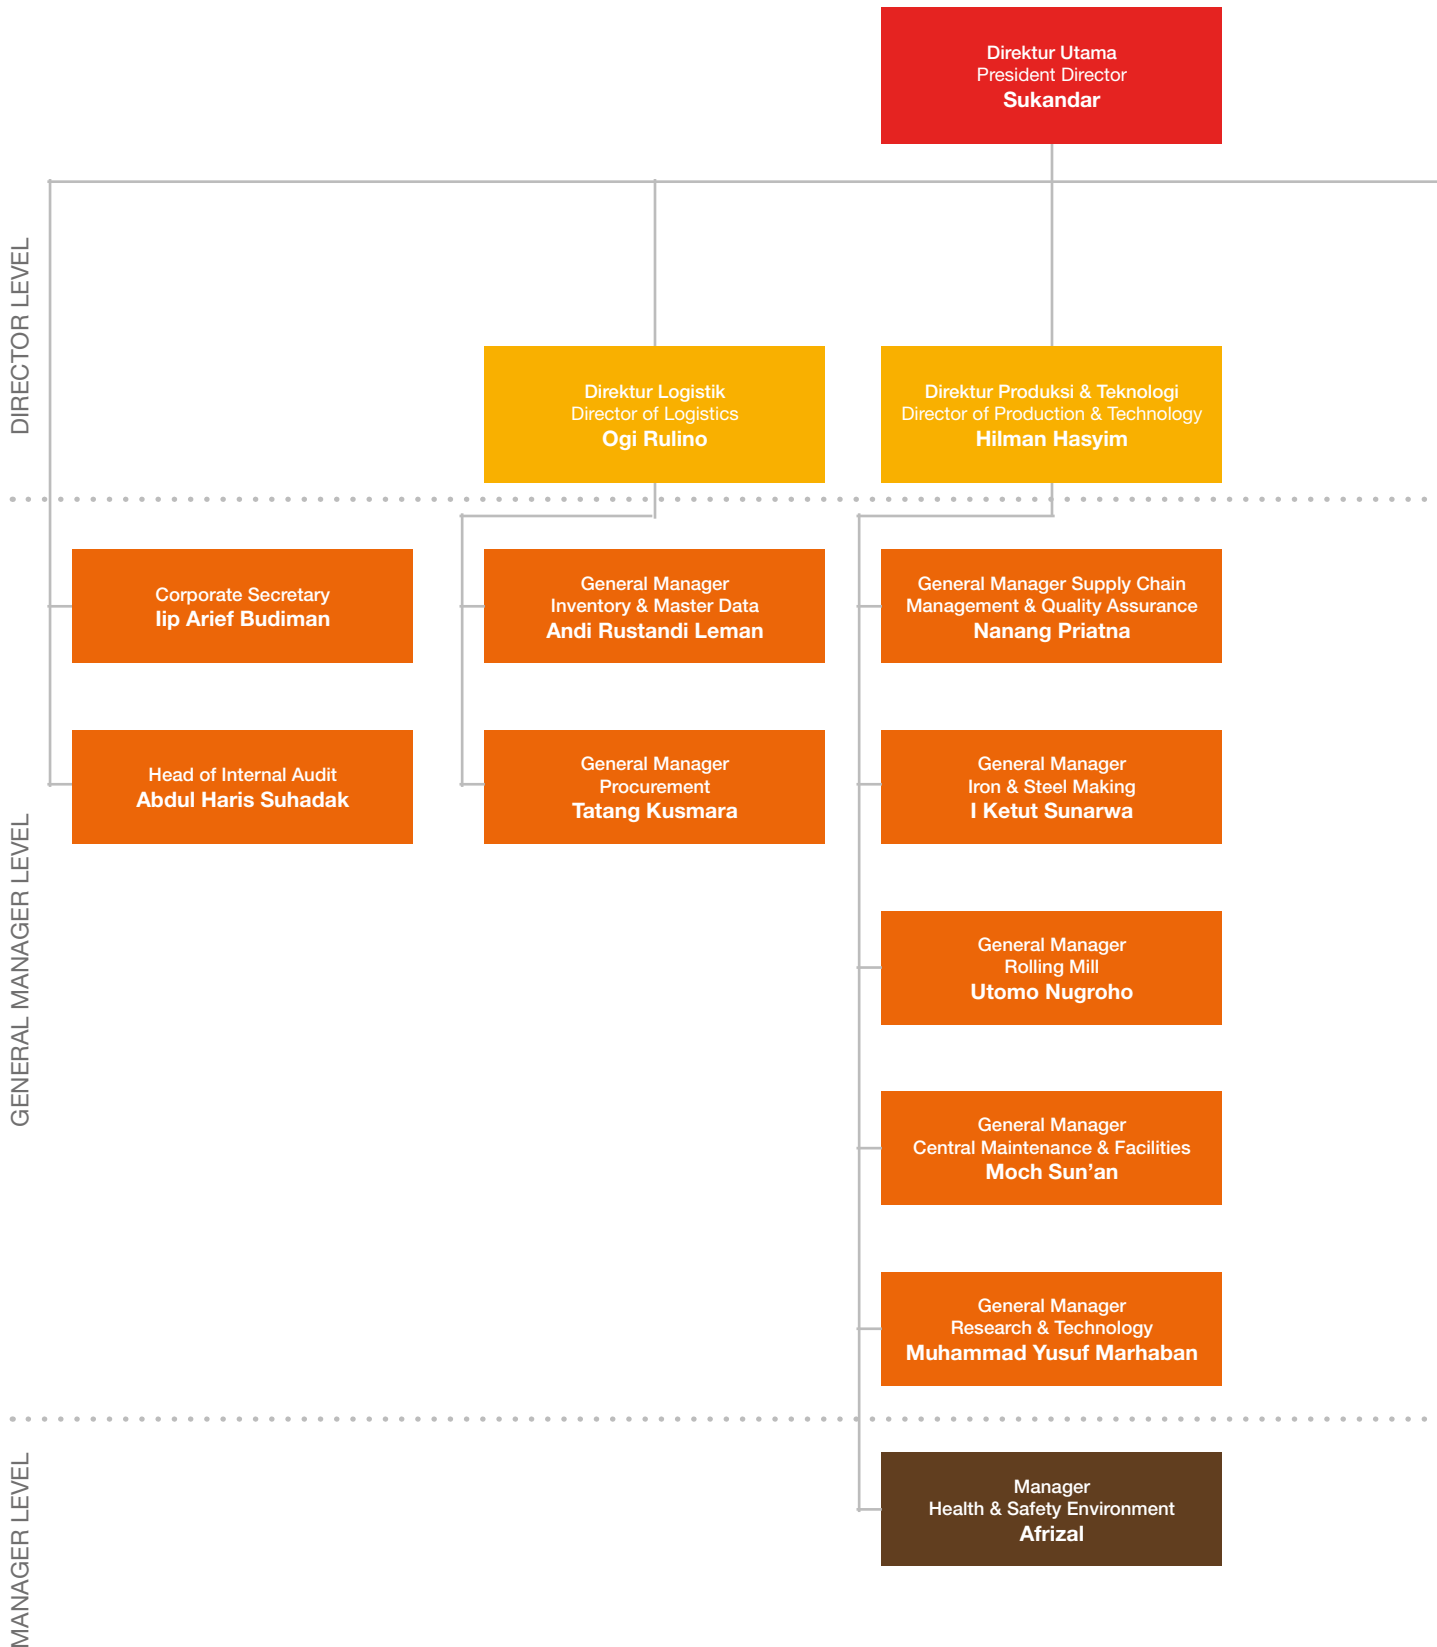 Direktur Utama
President Director
Sukandar
DIRECTOR LEVEL
Direktur Logistik
Director of Logistics
Ogi Rulino
Direktur Produksi & Teknologi
Director of Production & Technology
Hilman Hasyim
GENERAL MANAGER LEVEL
Corporate Secretary
Iip Arief Budiman
Head of Internal Audit
Abdul Haris Suhadak
General Manager
Inventory & Master Data
Andi Rustandi Leman
General Manager
Procurement
Tatang Kusmara
General Manager Supply Chain
Management & Quality Assurance
Nanang Priatna
General Manager
Iron & Steel Making
I Ketut Sunarwa
General Manager
Rolling Mill
Utomo Nugroho
General Manager
Central Maintenance & Facilities
Moch Sun’an
General Manager
Research & Technology
Muhammad Yusuf Marhaban
MANAGER LEVEL
Manager
Health & Safety Environment
Afrizal